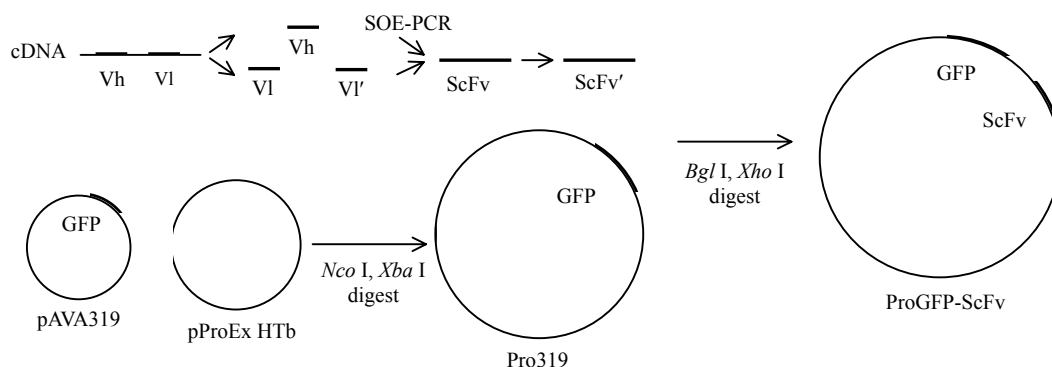 SOE-PCR
cDNA
Vh
Vl
Vh
Vl
Vl′
ScFv
ScFv′
GFP
ScFv
Bgl I, Xho I
digest
ProGFP-ScFv
GFP
pAVA319
pProEx HTb
Nco I, Xba I
digest
GFP
Pro319